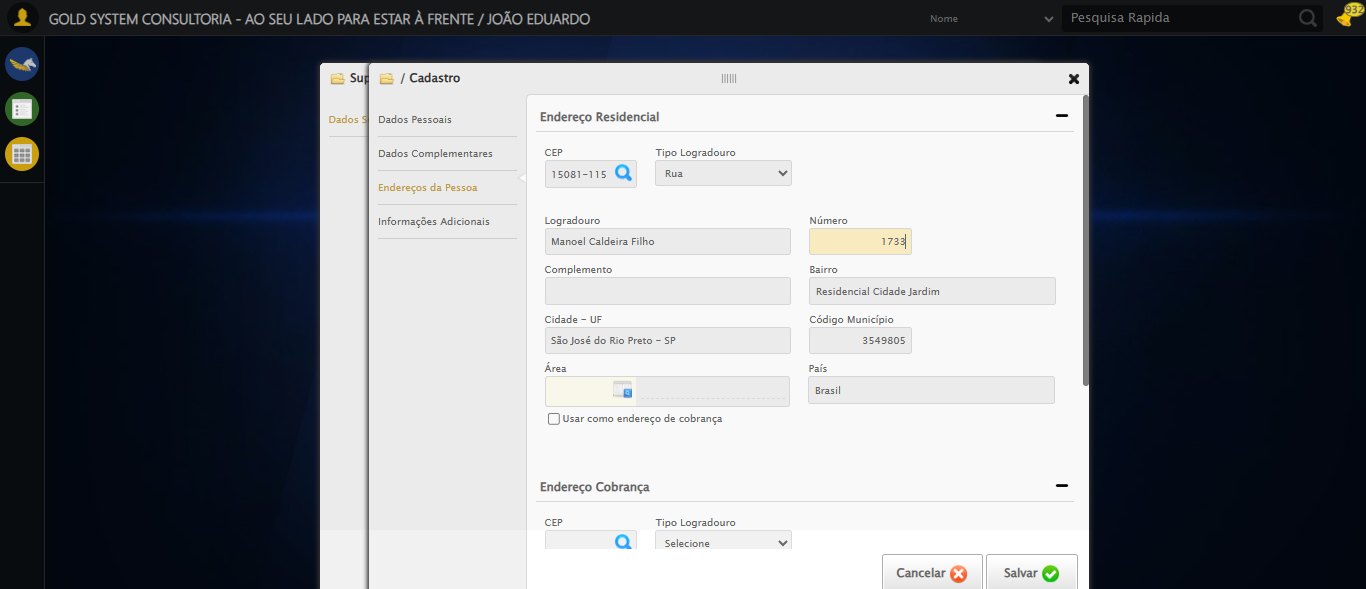 GOLD SYSTEM CONSULTORIA - AO SEU LADO PARA ESTAR À FRENTE / JOÃO EDUARDO
Nome
Pesquisa Rapida
932
Sup
/ Cadastro
Dados S
Dados Pessoais
Dados Complementares
Endereços da Pessoa
Informações Adicionais
Endereço Residencial
CEP Tipo Logradouro
15081-115 Rua
Logradouro Número
Manoel Caldeira Filho 1733
Complemento Bairro
Residencial Cidade Jardim
Cidade - UF Código Município
São José do Rio Preto - SP 3549805
Área País
Brasil
Usar como endereço de cobrança
Endereço Cobrança
CEP Tipo Logradouro
Selecione
Cancelar Salvar